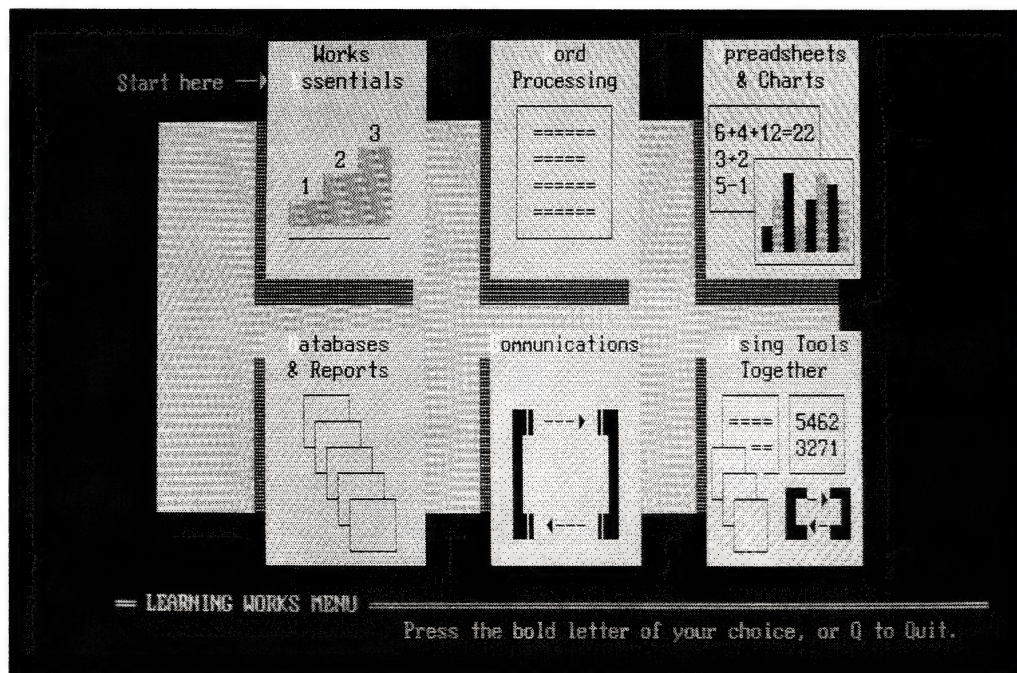 Start here
Works
ssentials
1
2
3
ord
Processing
======
=====
======
======
preadsheets
& Charts
6+4+12=22
3+2
5-1
atabases
& Reports
ommunications
sing Tools
Together
====
==
5462
3271
LEARNING WORKS MENU
Press the bold letter of your choice, or Q to Quit.